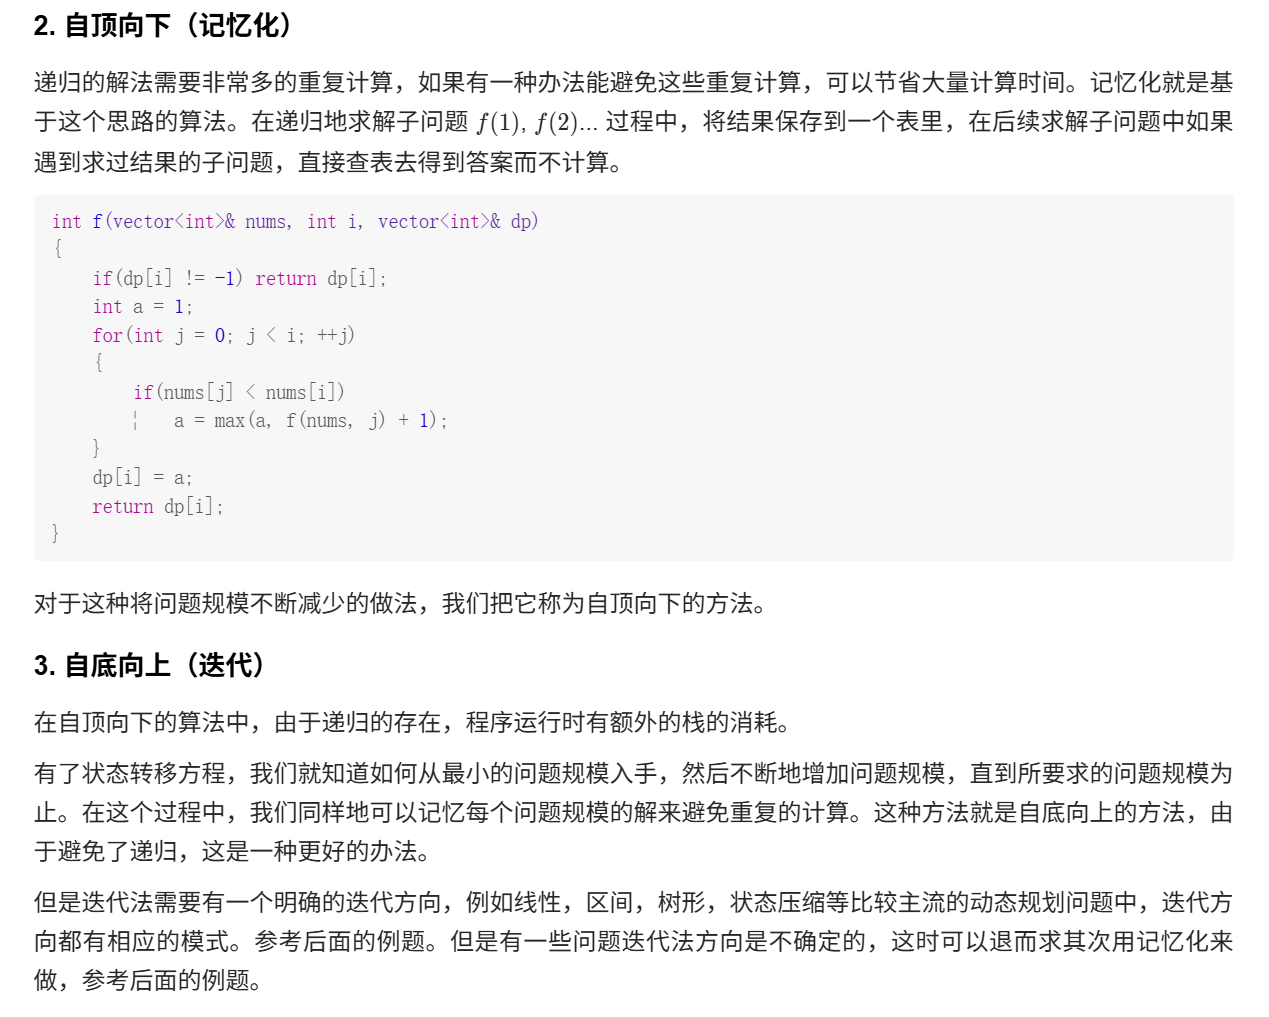 2. 自顶向下（记忆化）
递归的解法需要非常多的重复计算，如果有一种办法能避免这些重复计算，可以节省大量计算时间。记忆化就是基
于这个思路的算法。在递归地求解子问题 f(1), f(2)... 过程中，将结果保存到一个表里，在后续求解子问题中如果
遇到求过结果的子问题，直接查表去得到答案而不计算。
int f(vector<int>& nums, int i, vector<int>& dp)
{
    if(dp[i] != -1) return dp[i];
    int a = 1;
    for(int j = 0; j < i; ++j)
    {
        if(nums[j] < nums[i])
        ¦   a = max(a, f(nums, j) + 1);
    }
    dp[i] = a;
    return dp[i];
}
对于这种将问题规模不断减少的做法，我们把它称为自顶向下的方法。
3. 自底向上（迭代）
在自顶向下的算法中，由于递归的存在，程序运行时有额外的栈的消耗。
有了状态转移方程，我们就知道如何从最小的问题规模入手，然后不断地增加问题规模，直到所要求的问题规模为
止。在这个过程中，我们同样地可以记忆每个问题规模的解来避免重复的计算。这种方法就是自底向上的方法，由
于避免了递归，这是一种更好的办法。
但是迭代法需要有一个明确的迭代方向，例如线性，区间，树形，状态压缩等比较主流的动态规划问题中，迭代方
向都有相应的模式。参考后面的例题。但是有一些问题迭代法方向是不确定的，这时可以退而求其次用记忆化来
做，参考后面的例题。